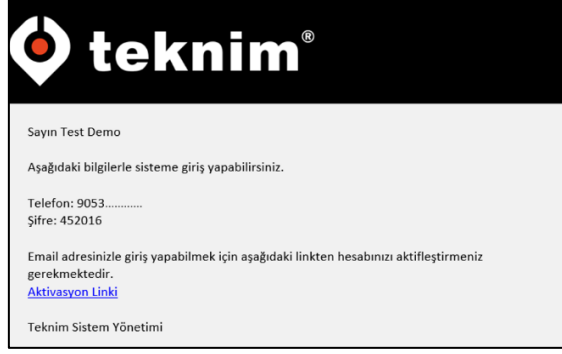 teknim®
Sayın Test Demo
Aşağıdaki bilgilerle sisteme giriş yapabilirsiniz.
Telefon: 9053............
Şifre: 452016
Email adresinizle giriş yapabilmek için aşağıdaki linkten hesabınızı aktifleştirmeniz
gerekmektedir.
Aktivasyon Linki
Teknim Sistem Yönetimi